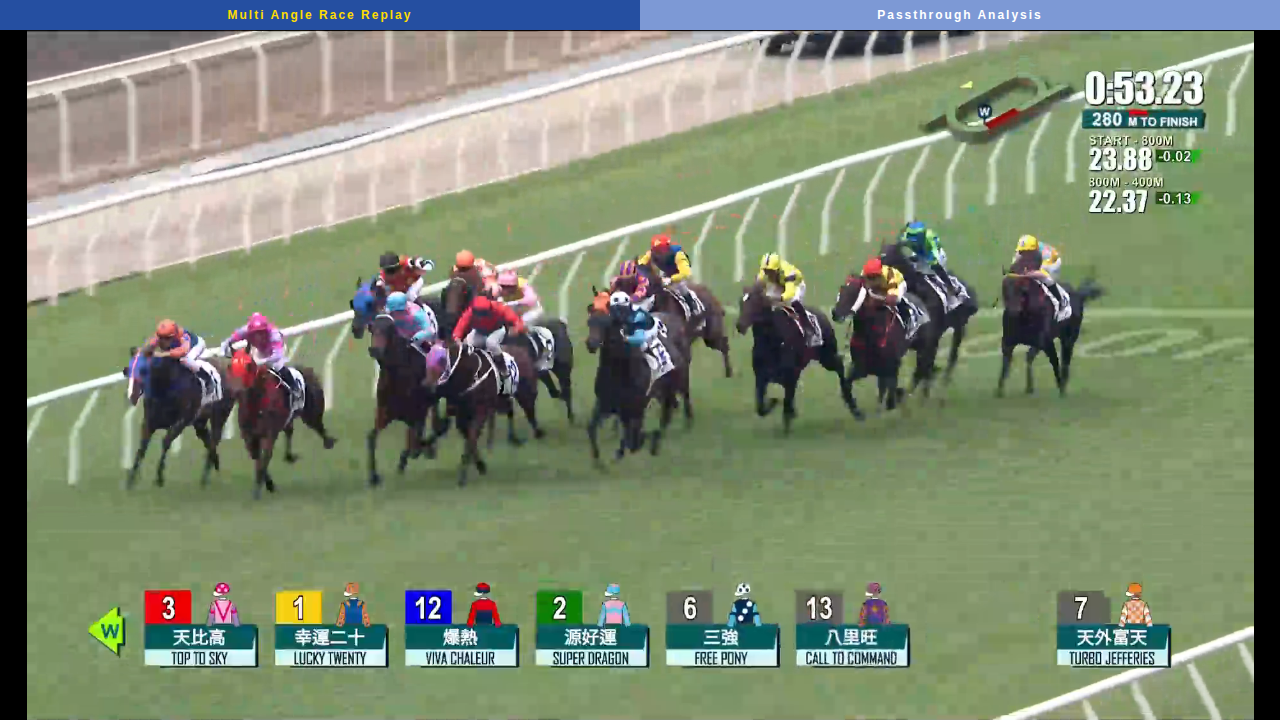 Multi Angle Race Replay
Passthrough Analysis
0:53.23
280 M TO FINISH
START - 800M
23.88 -0.02
800M - 400M
22.37 -0.13
W
W
3
天比高
TOP TO SKY
1
幸運二十
LUCKY TWENTY
12
爆熱
VIVA CHALEUR
2
源好運
SUPER DRAGON
6
三強
FREE PONY
13
八里旺
CALL TO COMMAND
7
天外富天
TURBO JEFFERIES